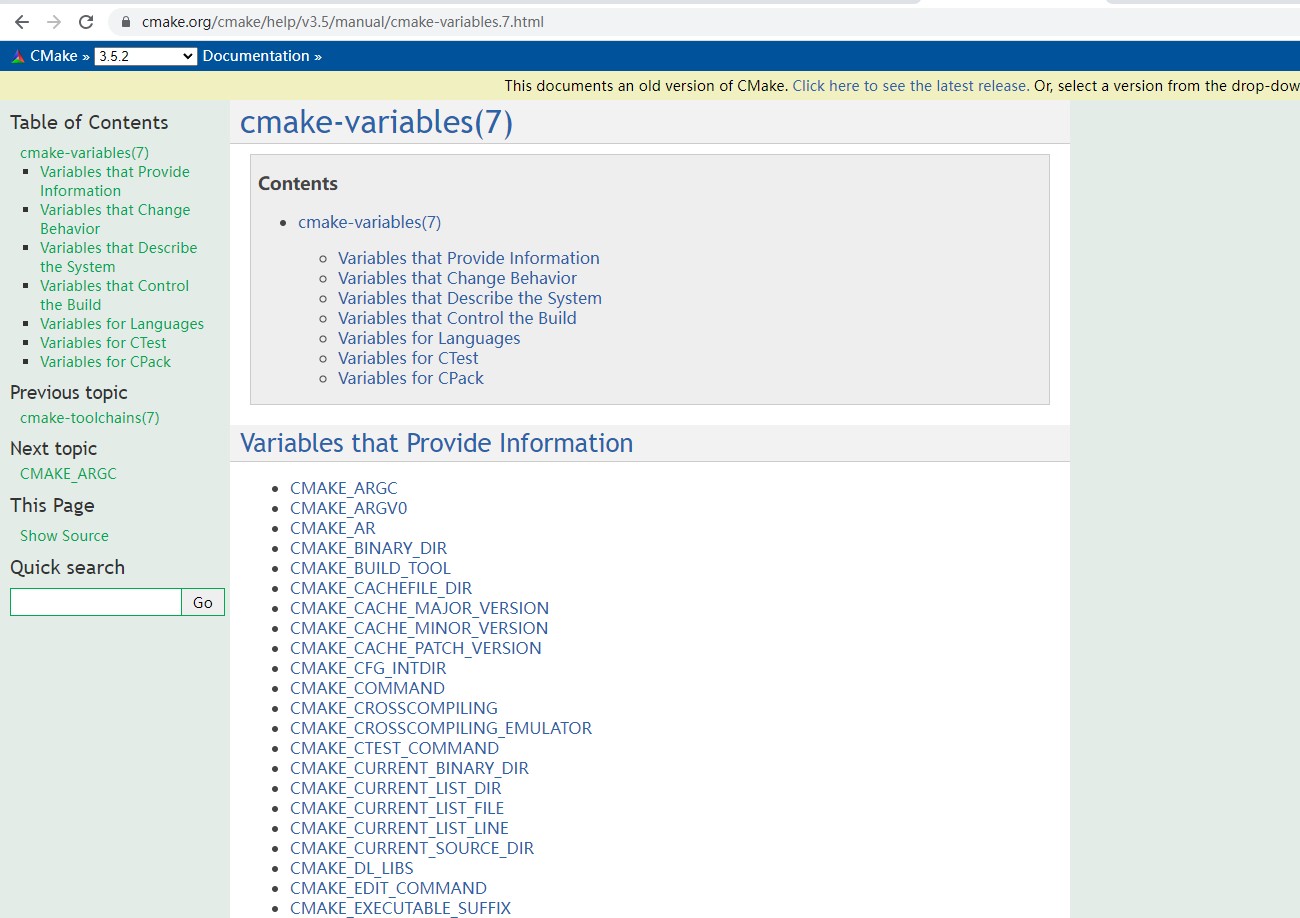 cmake.org/cmake/help/v3.5/manual/cmake-variables.7.html
CMake » 3.5.2 Documentation »
This documents an old version of CMake. Click here to see the latest release. Or, select a version from the drop-dow
Table of Contents
cmake-variables(7)
Variables that Provide
Information
Variables that Change
Behavior
Variables that Describe
the System
Variables that Control
the Build
Variables for Languages
Variables for CTest
Variables for CPack
Previous topic
cmake-toolchains(7)
Next topic
CMAKE_ARGC
This Page
Show Source
Quick search
Go
cmake-variables(7)
Contents
cmake-variables(7)
Variables that Provide Information
Variables that Change Behavior
Variables that Describe the System
Variables that Control the Build
Variables for Languages
Variables for CTest
Variables for CPack
Variables that Provide Information
CMAKE_ARGC
CMAKE_ARGV0
CMAKE_AR
CMAKE_BINARY_DIR
CMAKE_BUILD_TOOL
CMAKE_CACHEFILE_DIR
CMAKE_CACHE_MAJOR_VERSION
CMAKE_CACHE_MINOR_VERSION
CMAKE_CACHE_PATCH_VERSION
CMAKE_CFG_INTDIR
CMAKE_COMMAND
CMAKE_CROSSCOMPILING
CMAKE_CROSSCOMPILING_EMULATOR
CMAKE_CTEST_COMMAND
CMAKE_CURRENT_BINARY_DIR
CMAKE_CURRENT_LIST_DIR
CMAKE_CURRENT_LIST_FILE
CMAKE_CURRENT_LIST_LINE
CMAKE_CURRENT_SOURCE_DIR
CMAKE_DL_LIBS
CMAKE_EDIT_COMMAND
CMAKE_EXECUTABLE_SUFFIX